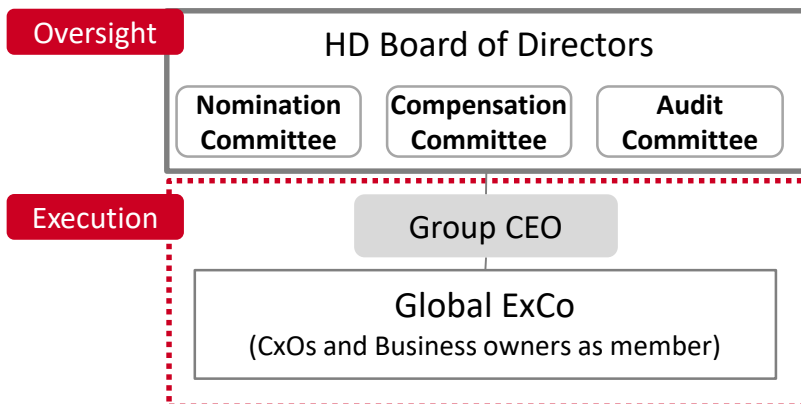 Oversight
HD Board of Directors
Nomination
Committee
Compensation
Committee
Audit
Committee
Execution
Group CEO
Global ExCo
(CxOs and Business owners as member)